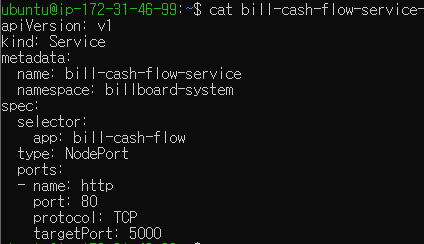 ubuntu@ip-172-31-46-99:~$ cat bill-cash-flow-service-
apiVersion: v1
kind: Service
metadata:
  name: bill-cash-flow-service
  namespace: billboard-system
spec:
  selector:
    app: bill-cash-flow
  type: NodePort
  ports:
  - name: http
    port: 80
    protocol: TCP
    targetPort: 5000